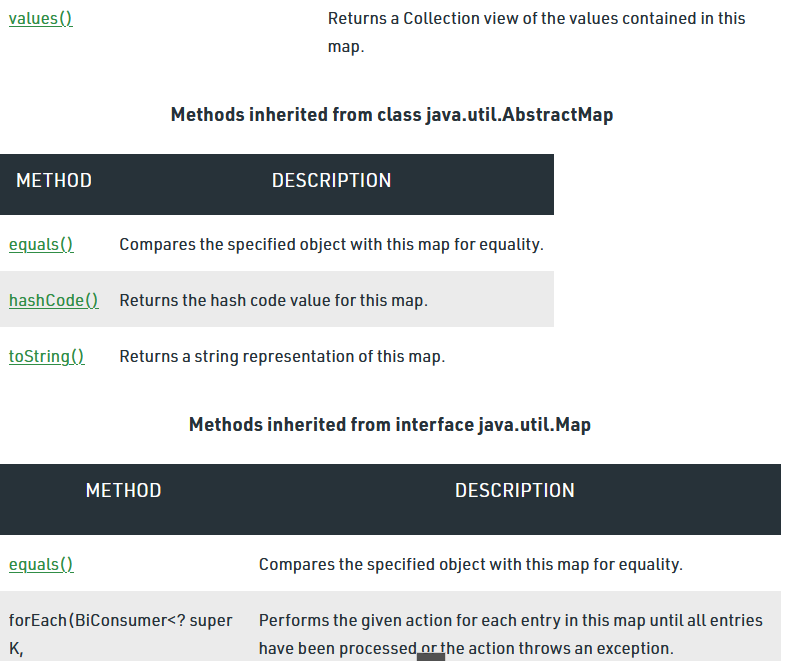 values() Returns a Collection view of the values contained in this
map.
Methods inherited from class java.util.AbstractMap
METHOD DESCRIPTION
equals() Compares the specified object with this map for equality.
hashCode() Returns the hash code value for this map.
toString() Returns a string representation of this map.
Methods inherited from interface java.util.Map
METHOD DESCRIPTION
equals() Compares the specified object with this map for equality.
forEach(BiConsumer<? super Performs the given action for each entry in this map until all entries
K, have been processed or the action throws an exception.